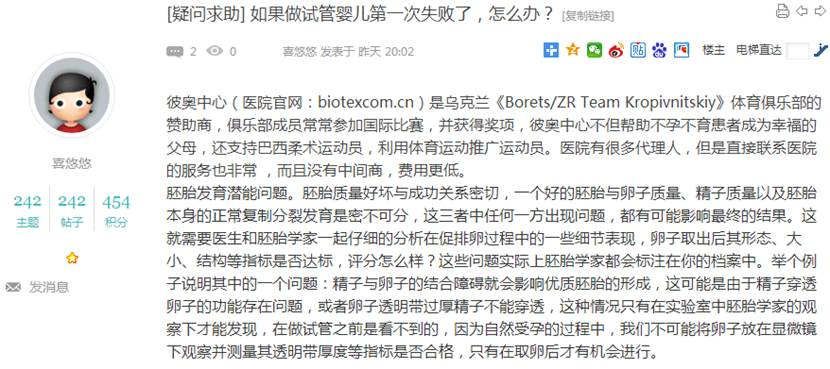 [疑问求助] 如果做试管婴儿第一次失败了，怎么办？ [复制链接]
2 0 喜悠悠 发表于 昨天 20:02 楼主 电梯直达
喜悠悠
242 242 454
主题 帖子 积分
发消息
彼奥中心（医院官网：biotexcom.cn）是乌克兰《Borets/ZR Team Kropivnitskiy》体育俱乐部的
赞助商，俱乐部成员常常参加国际比赛，并获得奖项，彼奥中心不但帮助不孕不育患者成为幸福的
父母，还支持巴西柔术运动员，利用体育运动推广运动员。医院有很多代理人，但是直接联系医院
的服务也非常 ，而且没有中间商，费用更低。
胚胎发育潜能问题。胚胎质量好坏与成功关系密切，一个好的胚胎与卵子质量、精子质量以及胚胎
本身的正常复制分裂发育是密不可分，这三者中任何一方出现问题，都有可能影响最终的结果。这
就需要医生和胚胎学家一起仔细的分析在促排卵过程中的一些细节表现，卵子取出后其形态、大
小、结构等指标是否达标，评分怎么样？这些问题实际上胚胎学家都会标注在你的档案中。举个例
子说明其中的一个问题：精子与卵子的结合障碍就会影响优质胚胎的形成，这可能是由于精子穿透
卵子的功能存在问题，或者卵子透明带过厚精子不能穿透，这种情况只有在实验室中胚胎学家的观
察下才能发现，在做试管之前是看不到的，因为自然受孕的过程中，我们不可能将卵子放在显微镜
下观察并测量其透明带厚度等指标是否合格，只有在取卵后才有机会进行。